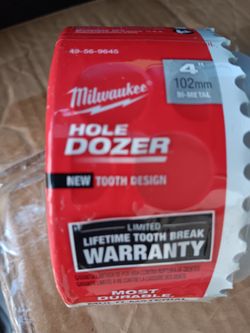 49-56-9645
4"
102mm
BI-METAL
Milwaukee
HOLE
DOZER
NEW TOOTH DESIGN
LIMITED
LIFETIME TOOTH BREAK
WARRANTY
MOST
DURABLE